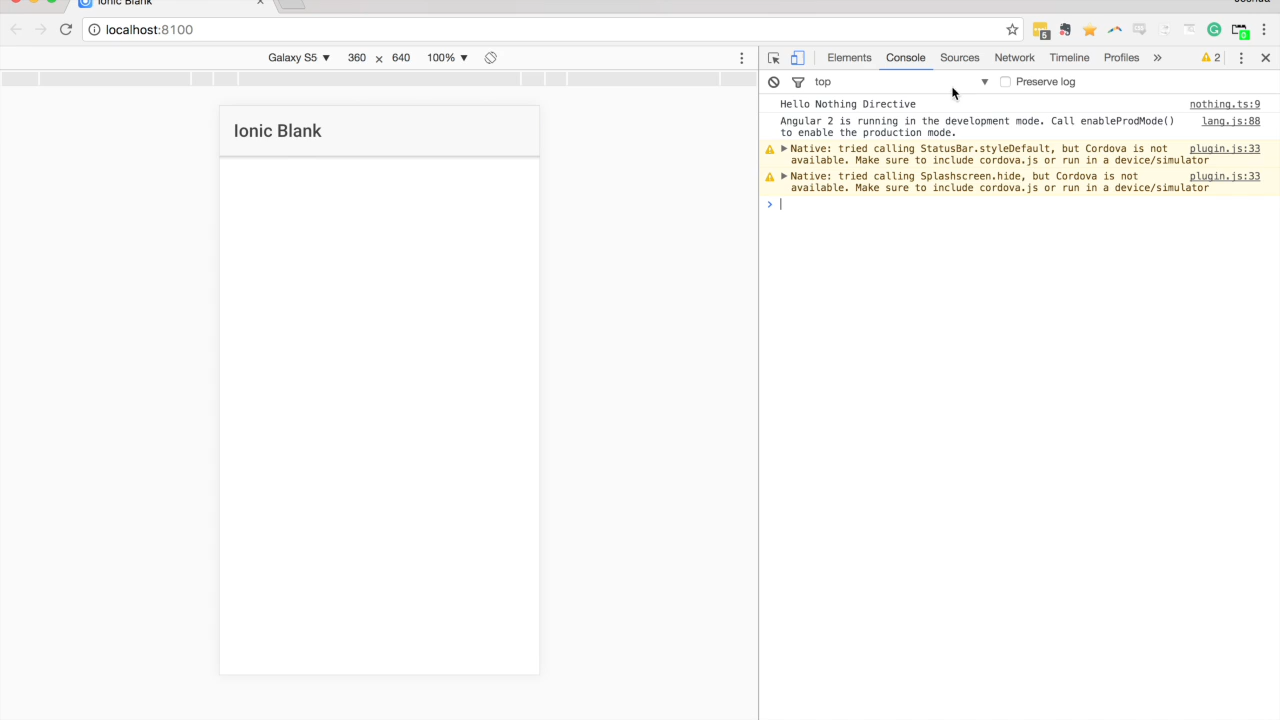 Ionic Blank
Joshua
localhost:8100
5
0
Galaxy S5 ▼ 360 × 640 100% ▼
Elements Console Sources Network Timeline Profiles » 2
top ▼ Preserve log
Hello Nothing Directive nothing.ts:9
Angular 2 is running in the development mode. Call enableProdMode() lang.js:88
to enable the production mode.
Native: tried calling StatusBar.styleDefault, but Cordova is not plugin.js:33
available. Make sure to include cordova.js or run in a device/simulator
Native: tried calling Splashscreen.hide, but Cordova is not plugin.js:33
available. Make sure to include cordova.js or run in a device/simulator
>
Ionic Blank